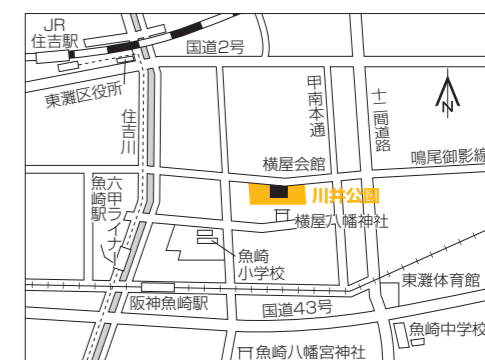 JR
住吉駅
国道2号
東灘区役所
住吉川
甲南本通
十二間道路
N
鳴尾御影線
横屋会館
川井公園
六甲ライナー
魚崎駅
横屋八幡神社
魚崎
小学校
東灘体育館
阪神魚崎駅
国道43号
魚崎中学校
魚崎八幡宮神社